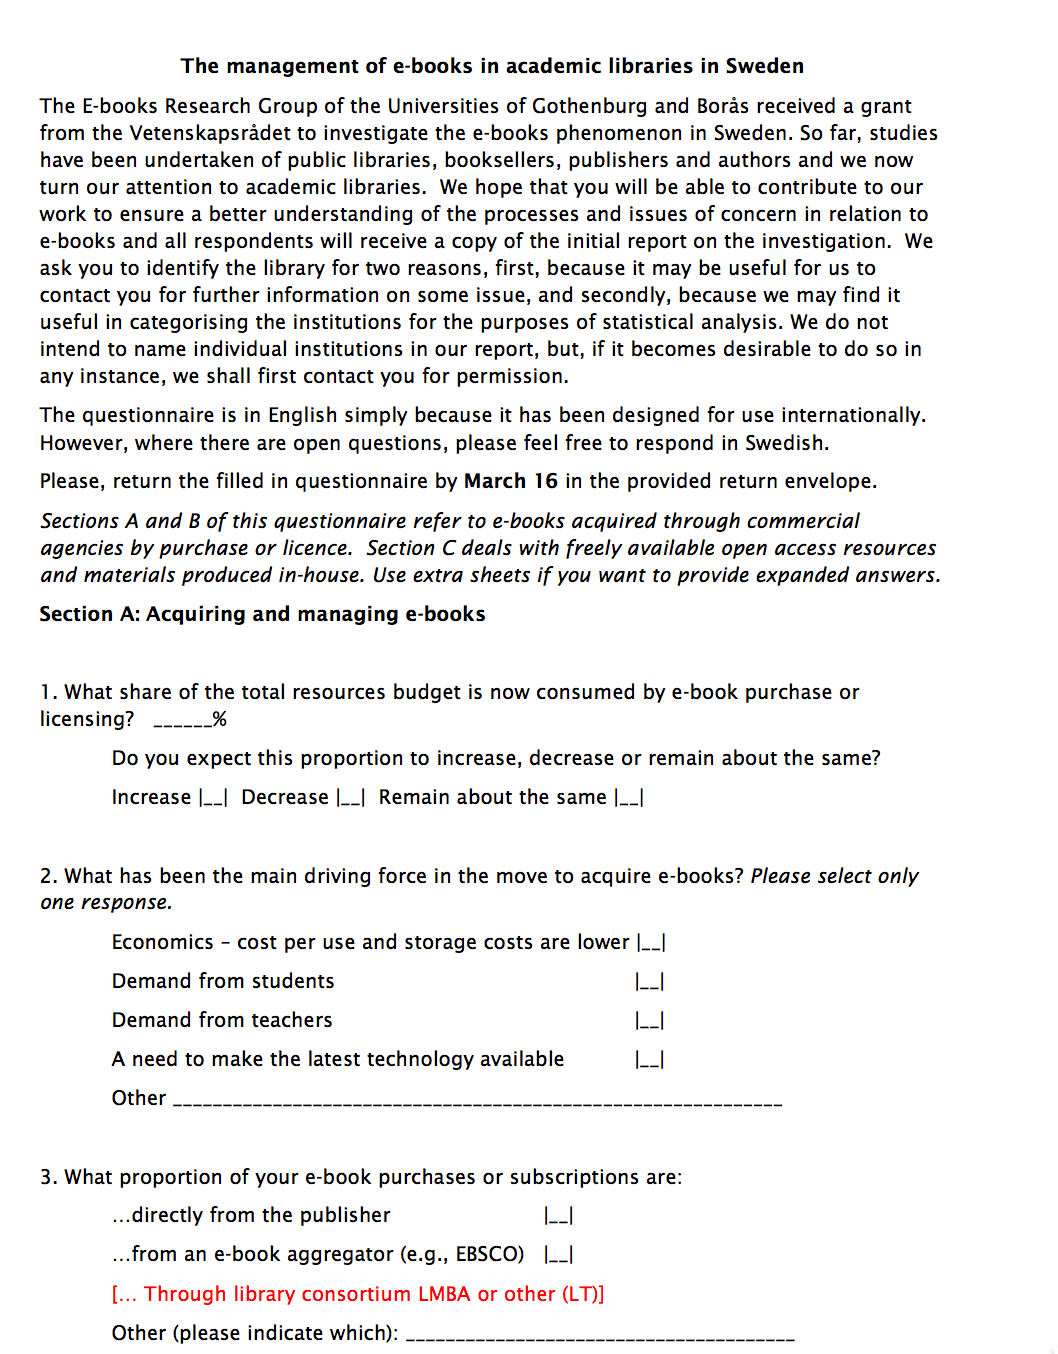 The management of e-books in academic libraries in Sweden
The E-books Research Group of the Universities of Gothenburg and Borås received a grant
from the Vetenskapsrådet to investigate the e-books phenomenon in Sweden. So far, studies
have been undertaken of public libraries, booksellers, publishers and authors and we now
turn our attention to academic libraries.  We hope that you will be able to contribute to our
work to ensure a better understanding of the processes and issues of concern in relation to
e-books and all respondents will receive a copy of the initial report on the investigation.  We
ask you to identify the library for two reasons, first, because it may be useful for us to
contact you for further information on some issue, and secondly, because we may find it
useful in categorising the institutions for the purposes of statistical analysis. We do not
intend to name individual institutions in our report, but, if it becomes desirable to do so in
any instance, we shall first contact you for permission.
The questionnaire is in English simply because it has been designed for use internationally.
However, where there are open questions, please feel free to respond in Swedish.
Please, return the filled in questionnaire by March 16 in the provided return envelope.
Sections A and B of this questionnaire refer to e-books acquired through commercial
agencies by purchase or licence.  Section C deals with freely available open access resources
and materials produced in-house. Use extra sheets if you want to provide expanded answers.
Section A: Acquiring and managing e-books
1. What share of the total resources budget is now consumed by e-book purchase or
licensing?  ______%
Do you expect this proportion to increase, decrease or remain about the same?
Increase |__|  Decrease |__|  Remain about the same |__|
2. What has been the main driving force in the move to acquire e-books? Please select only
one response.
Economics – cost per use and storage costs are lower |__|
Demand from students |__|
Demand from teachers |__|
A need to make the latest technology available |__|
Other ______________________________________________________________
3. What proportion of your e-book purchases or subscriptions are:
...directly from the publisher |__|
...from an e-book aggregator (e.g., EBSCO) |__|
[... Through library consortium LMBA or other (LT)]
Other (please indicate which): ________________________________________